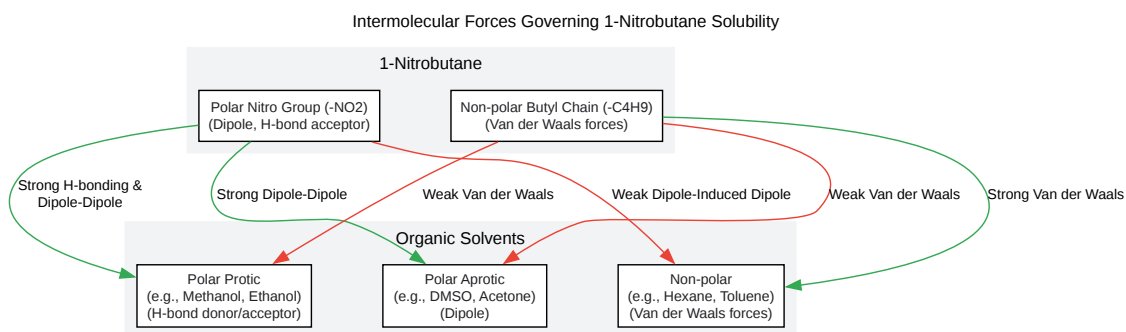 Intermolecular Forces Governing 1-Nitrobutane Solubility
1-Nitrobutane
Polar Nitro Group (-NO2)
(Dipole, H-bond acceptor)
Non-polar Butyl Chain (-C4H9)
(Van der Waals forces)
Strong H-bonding &
Dipole-Dipole
Strong Dipole-Dipole
Weak Van der Waals
Weak Dipole-Induced Dipole
Weak Van der Waals
Strong Van der Waals
Organic Solvents
Polar Protic
(e.g., Methanol, Ethanol)
(H-bond donor/acceptor)
Polar Aprotic
(e.g., DMSO, Acetone)
(Dipole)
Non-polar
(e.g., Hexane, Toluene)
(Van der Waals forces)